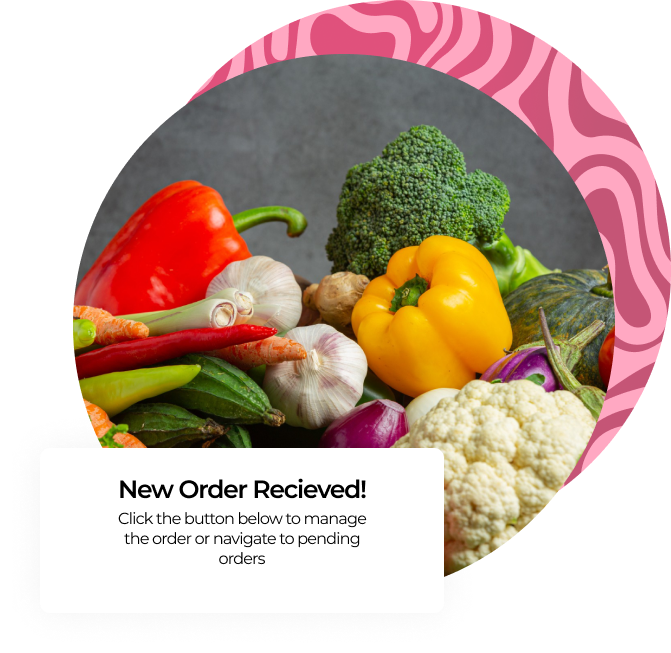 New Order Recieved!
Click the button below to manage
the order or navigate to pending
orders